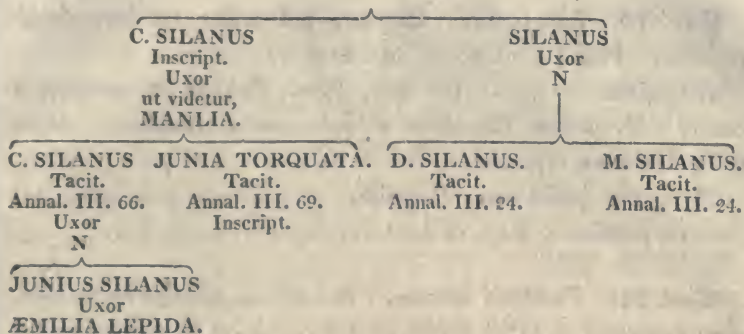 C. SILANUS SILANUS
Inscript. Uxor
Uxor N
ut videtur,
MANLIA.
C. SILANUS JUNIA TORQUATA. D. SILANUS. M. SILANUS.
Tacit. Tacit. Tacit. Tacit.
Annal. III. 66. Annal. III. 69. Annal. III. 24. Annal. III. 24.
Uxor Inscript.
N
JUNIUS SILANUS
Uxor
ÆMILIA LEPIDA.